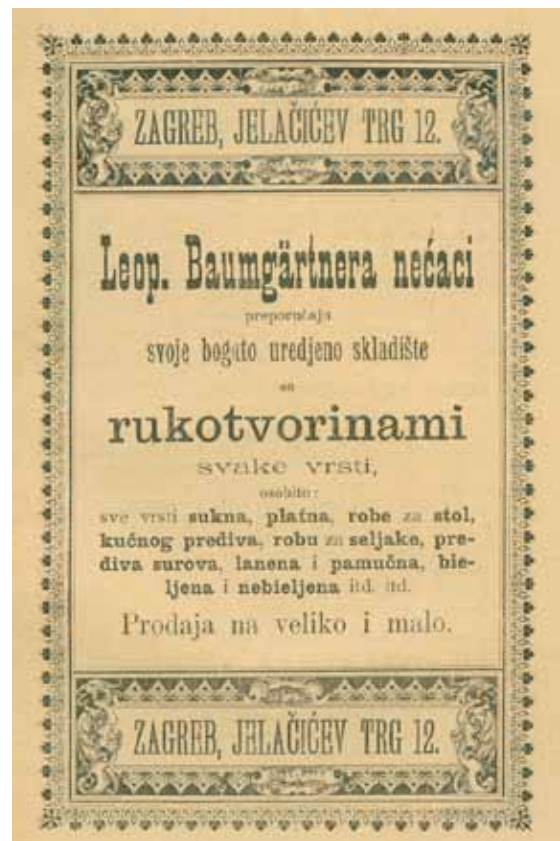 ZAGREB, JELAČIĆEV TRG 12.
Leop. Baumgärtnera nećaci
preporučaju
svoje bogato uredjeno skladište
sa
rukotvorinami
svake vrsti,
osobito:
sve vrsti sukna, platna, robe za stol,
kućnog prediva, robu za seljake, pre-
diva surova, lanena i pamučna, bie-
ljena i nebieljena itd. itd.
Prodaja na veliko i malo.
ZAGREB, JELAČIĆEV TRG 12.